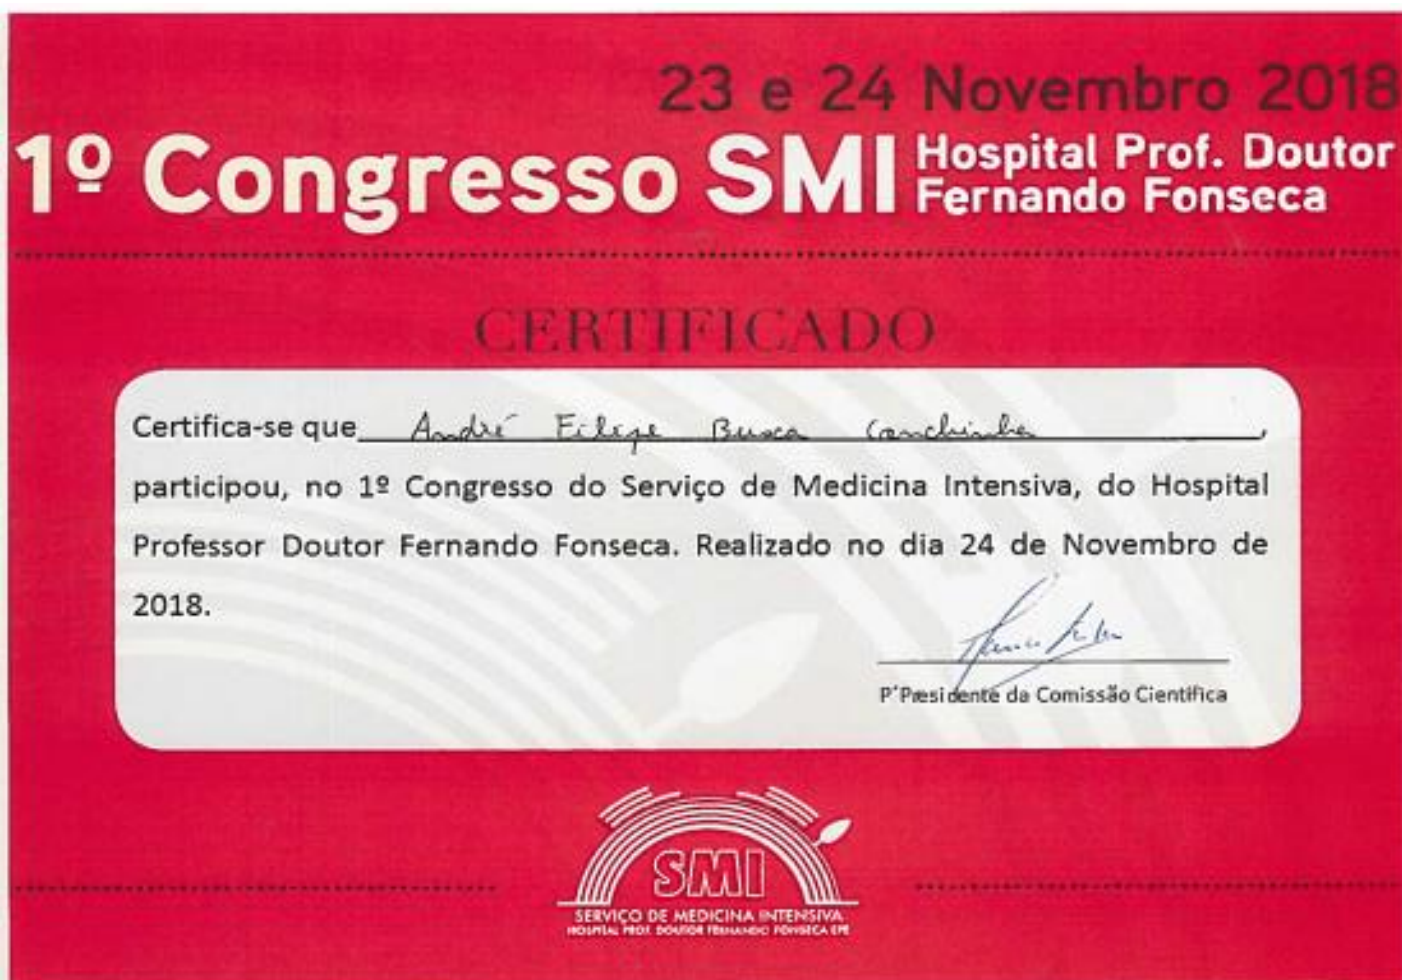 23 e 24 Novembro 2018
1º Congresso SMI Hospital Prof. Doutor
Fernando Fonseca
CERTIFICADO
Certifica-se que André Filipe Busca Canchinha,
participou, no 1º Congresso do Serviço de Medicina Intensiva, do Hospital
Professor Doutor Fernando Fonseca. Realizado no dia 24 de Novembro de
2018.
P'Presidente da Comissão Científica
SMI
SERVIÇO DE MEDICINA INTENSIVA
HOSPITAL PROF. DOUTOR FERNANDO FONSECA EPE